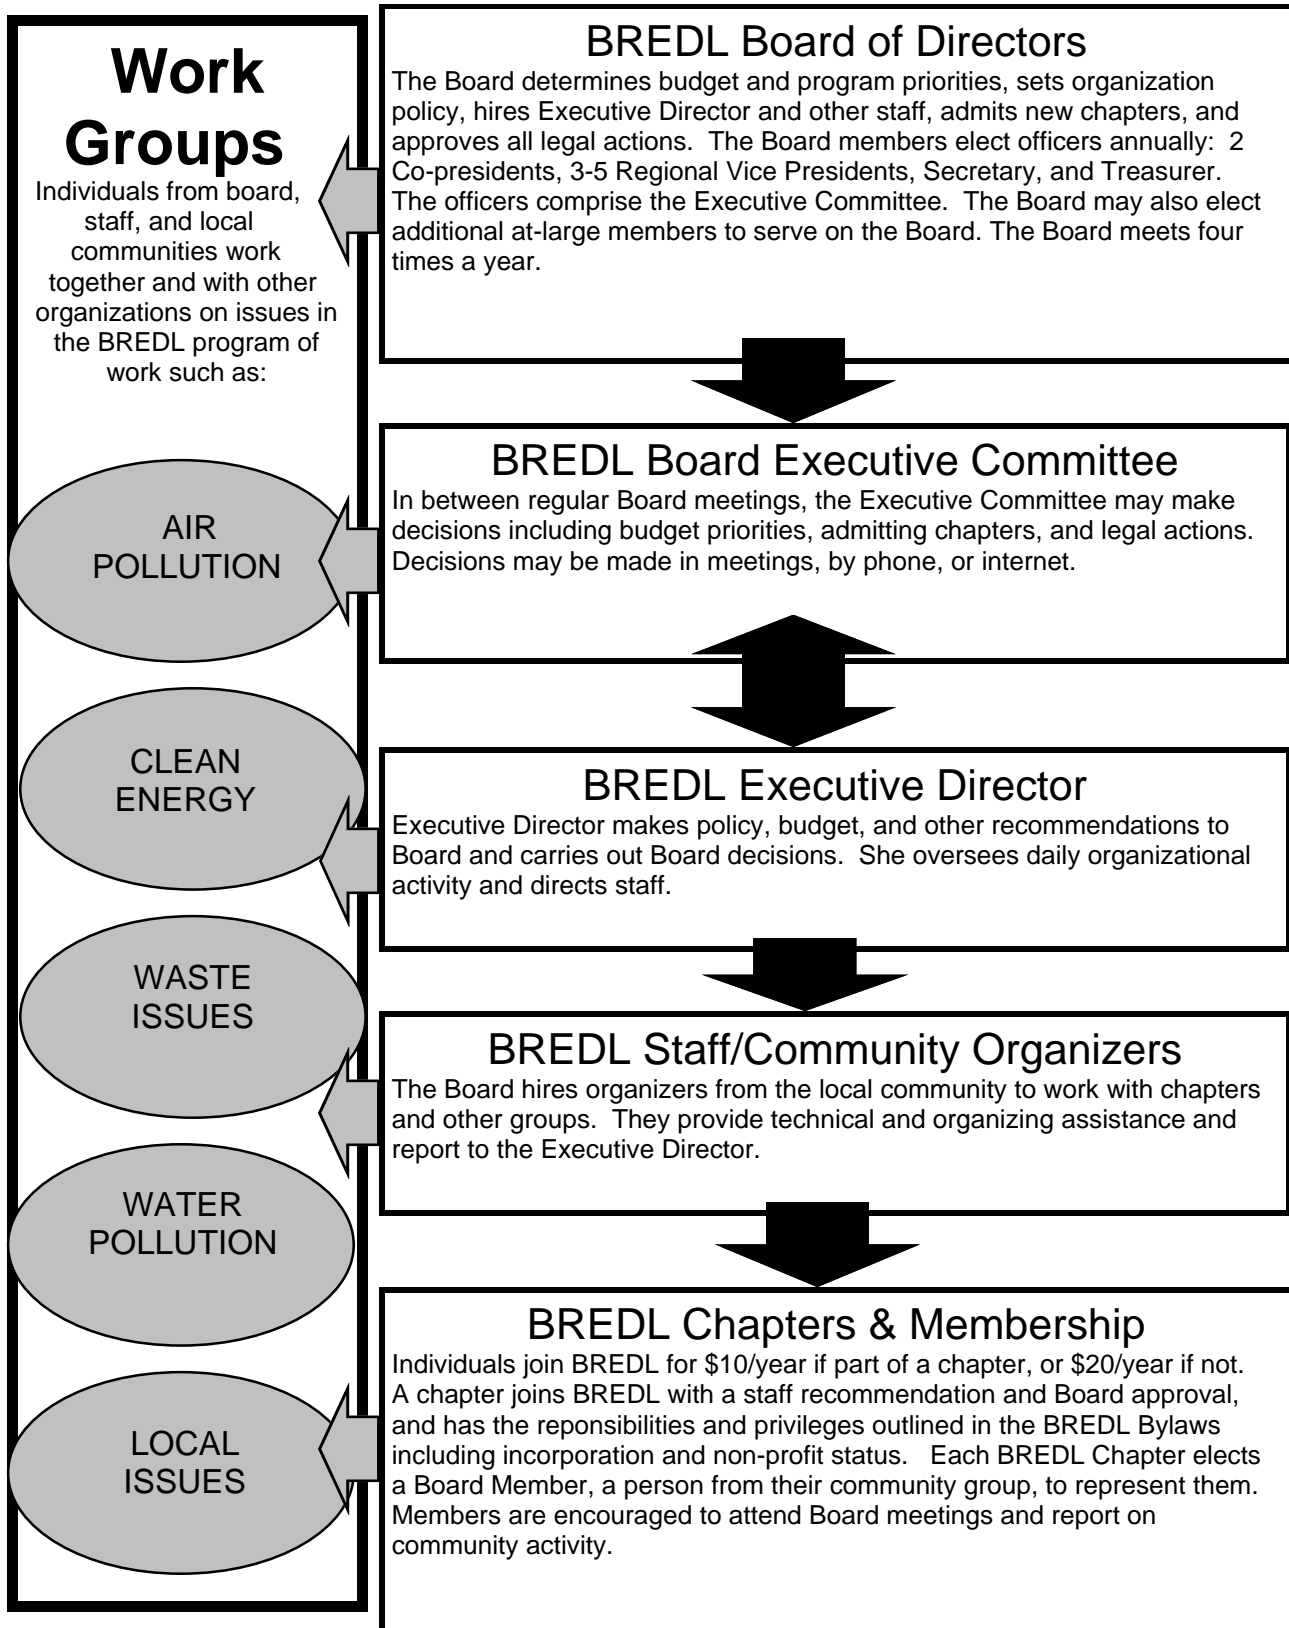 Work
Groups
Individuals from board,
staff, and local
communities work
together and with other
organizations on issues in
the BREDL program of
work such as:
AIR
POLLUTION
CLEAN
ENERGY
WASTE
ISSUES
WATER
POLLUTION
LOCAL
ISSUES
BREDL Board of Directors
The Board determines budget and program priorities, sets organization
policy, hires Executive Director and other staff, admits new chapters, and
approves all legal actions.  The Board members elect officers annually:  2
Co-presidents, 3-5 Regional Vice Presidents, Secretary, and Treasurer.
The officers comprise the Executive Committee.  The Board may also elect
additional at-large members to serve on the Board. The Board meets four
times a year.
BREDL Board Executive Committee
In between regular Board meetings, the Executive Committee may make
decisions including budget priorities, admitting chapters, and legal actions.
Decisions may be made in meetings, by phone, or internet.
BREDL Executive Director
Executive Director makes policy, budget, and other recommendations to
Board and carries out Board decisions.  She oversees daily organizational
activity and directs staff.
BREDL Staff/Community Organizers
The Board hires organizers from the local community to work with chapters
and other groups.  They provide technical and organizing assistance and
report to the Executive Director.
BREDL Chapters & Membership
Individuals join BREDL for $10/year if part of a chapter, or $20/year if not.
A chapter joins BREDL with a staff recommendation and Board approval,
and has the reponsibilities and privileges outlined in the BREDL Bylaws
including incorporation and non-profit status.   Each BREDL Chapter elects
a Board Member, a person from their community group, to represent them.
Members are encouraged to attend Board meetings and report on
community activity.